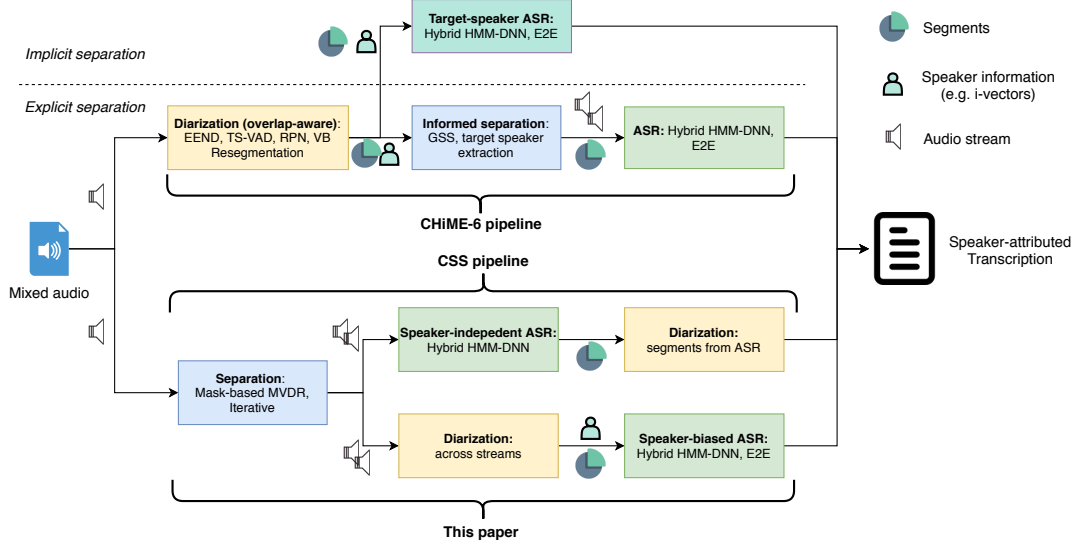 Target-speaker ASR:
Hybrid HMM-DNN, E2E
Segments
Implicit separation
Speaker information
(e.g. i-vectors)
Explicit separation
Diarization (overlap-aware):
EEND, TS-VAD, RPN, VB
Resegmentation
Informed separation:
GSS, target speaker
extraction
ASR: Hybrid HMM-DNN,
E2E
Audio stream
CHiME-6 pipeline
Mixed audio
Speaker-attributed
Transcription
CSS pipeline
Speaker-indepedent ASR:
Hybrid HMM-DNN
Diarization:
segments from ASR
Separation:
Mask-based MVDR,
Iterative
Diarization:
across streams
Speaker-biased ASR:
Hybrid HMM-DNN, E2E
This paper